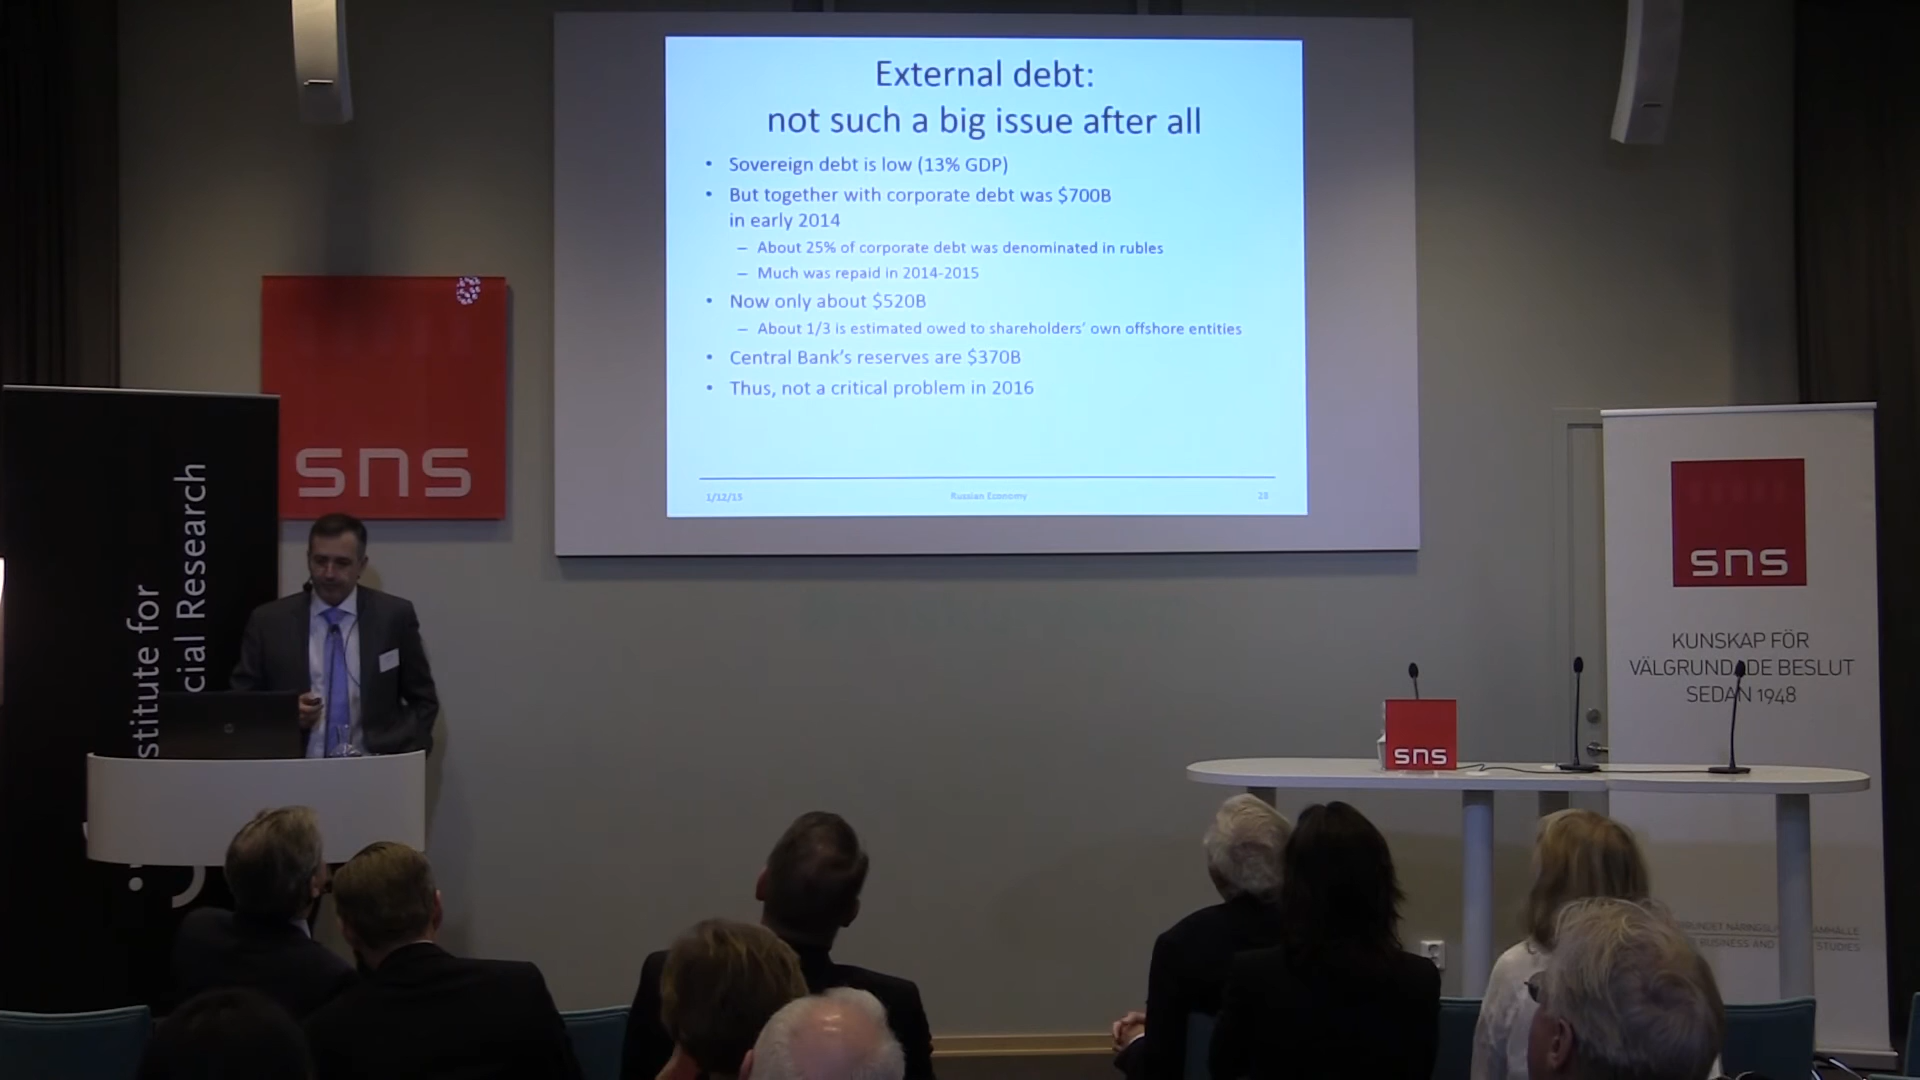 External debt:
not such a big issue after all
• Sovereign debt is low (13% GDP)
• But together with corporate debt was $700B
in early 2014
– About 25% of corporate debt was denominated in rubles
– Much was repaid in 2014-2015
• Now only about $520B
– About 1/3 is estimated owed to shareholders’ own offshore entities
• Central Bank’s reserves are $370B
• Thus, not a critical problem in 2016
1/12/15
Russian Economy
28
sns
stitute for
cial Research
sns
KUNSKAP FÖR
VÄLGRUNDADE BESLUT
SEDAN 1948
sns
BUSINESS AND
STUDIES